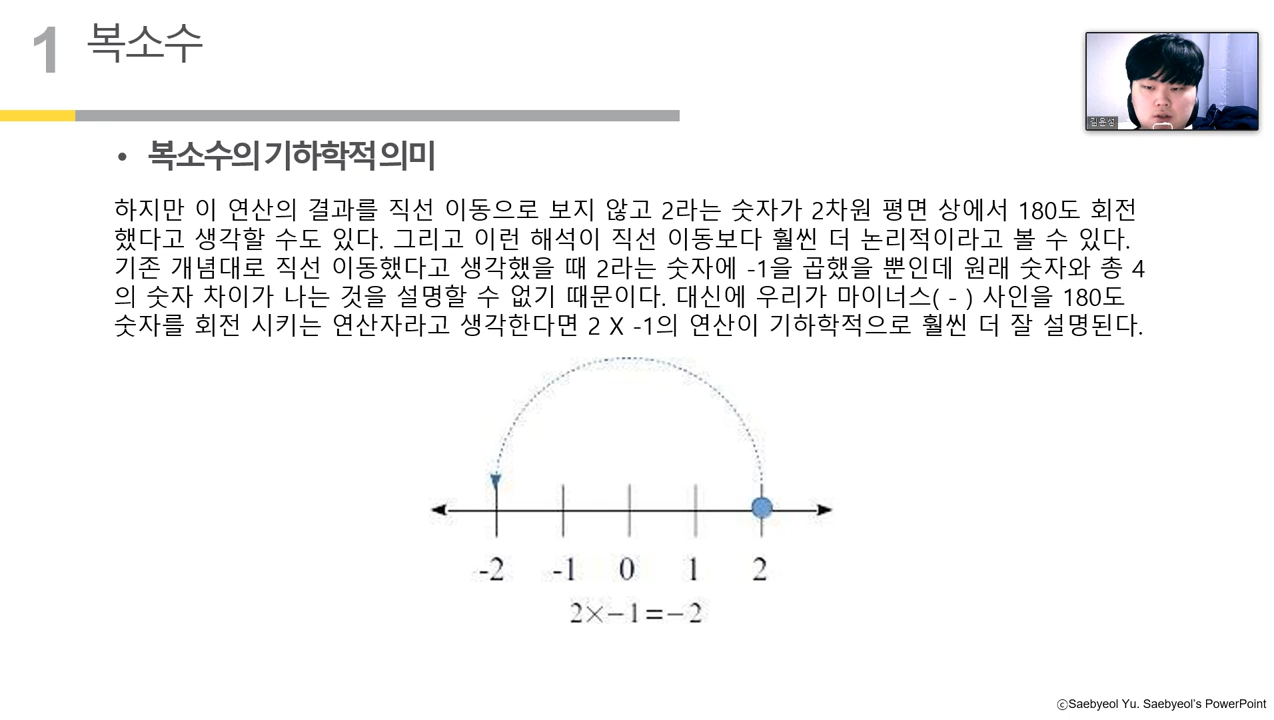 1 복소수
김윤성
• 복소수의 기하학적 의미
하지만 이 연산의 결과를 직선 이동으로 보지 않고 2라는 숫자가 2차원 평면 상에서 180도 회전
했다고 생각할 수도 있다. 그리고 이런 해석이 직선 이동보다 훨씬 더 논리적이라고 볼 수 있다.
기존 개념대로 직선 이동했다고 생각했을 때 2라는 숫자에 -1을 곱했을 뿐인데 원래 숫자와 총 4
의 숫자 차이가 나는 것을 설명할 수 없기 때문이다. 대신에 우리가 마이너스( - ) 사인을 180도
숫자를 회전 시키는 연산자라고 생각한다면 2 X -1의 연산이 기하학적으로 훨씬 더 잘 설명된다.
-2 -1 0 1 2
2×−1=−2
ⓒSaebyeol Yu. Saebyeol's PowerPoint